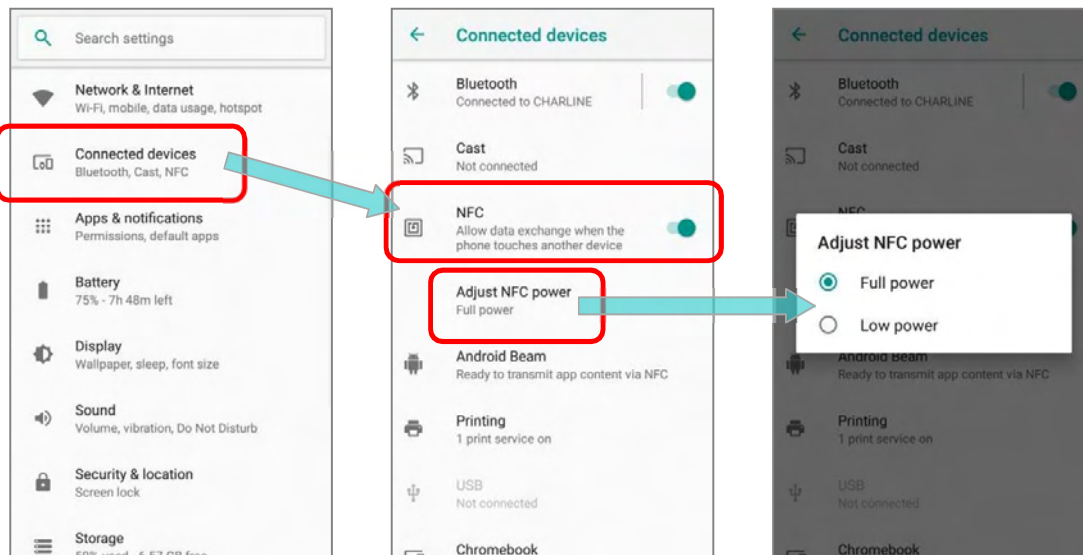 Search settings
Network & Internet
Wi-Fi, mobile, data usage, hotspot
Connected devices
Bluetooth, Cast, NFC
Apps & notifications
Permissions, default apps
Battery
75% - 7h 48m left
Display
Wallpaper, sleep, font size
Sound
Volume, vibration, Do Not Disturb
Security & location
Screen lock
Storage
Connected devices
Bluetooth
Connected to CHARLINE
Cast
Not connected
NFC
Allow data exchange when the
phone touches another device
Adjust NFC power
Full power
Android Beam
Ready to transmit app content via NFC
Printing
1 print service on
USB
Not connected
Chromebook
Connected devices
Bluetooth
Connected to CHARLINE
Cast
Not connected
NFC
Adjust NFC power
Full power
Low power
Android Beam
Ready to transmit app content via NFC
Printing
1 print service on
USB
Not connected
Chromebook